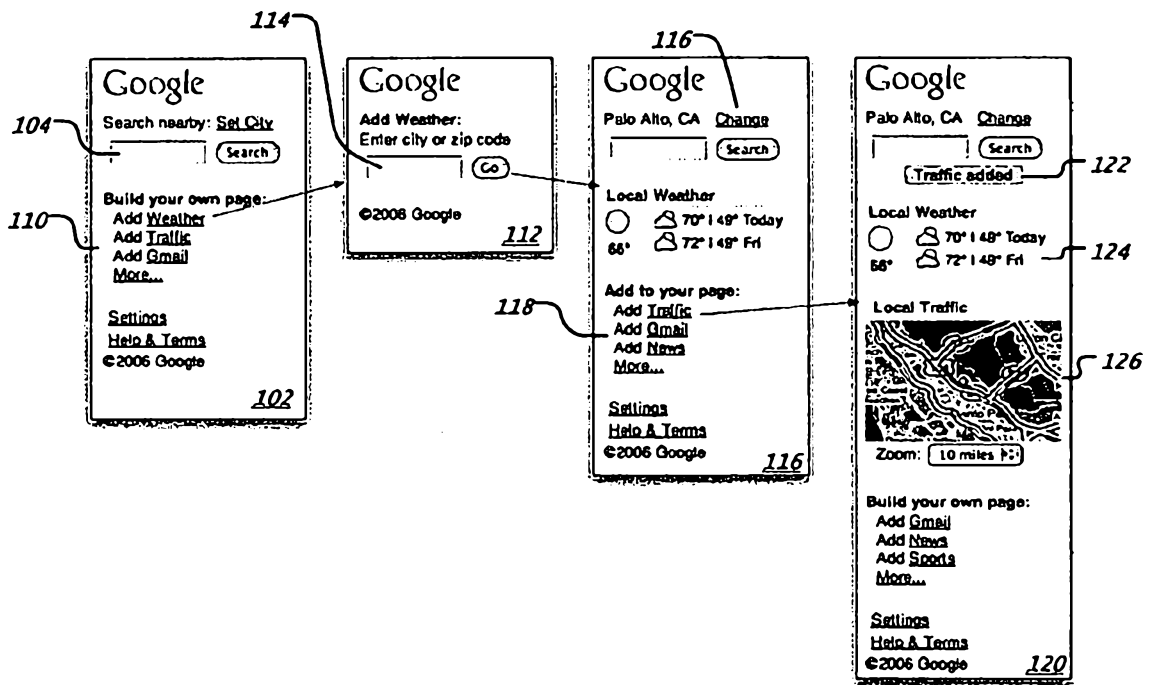 104
Google
Search nearby: Set City
Search
Build your own page:
110
Add Weather
Add Traffic
Add Gmail
More...
Settings
Help & Terms
©2006 Google
102
114
Google
Add Weather:
Enter city or zip code
Go
©2006 Google
112
116
Google
Palo Alto, CA Change
Search
Local Weather
66° 70° | 49° Today
72° | 48° Fri
Add to your page:
118
Add Traffic
Add Gmail
Add News
More...
Settings
Help & Terms
©2006 Google
116
Google
Palo Alto, CA Change
Search
122
Traffic added
Local Weather
66° 70° | 49° Today
72° | 48° Fri
124
Local Traffic
126
Zoom: 10 miles
Build your own page:
Add Gmail
Add News
Add Sports
More...
Settings
Help & Terms
©2006 Google
120